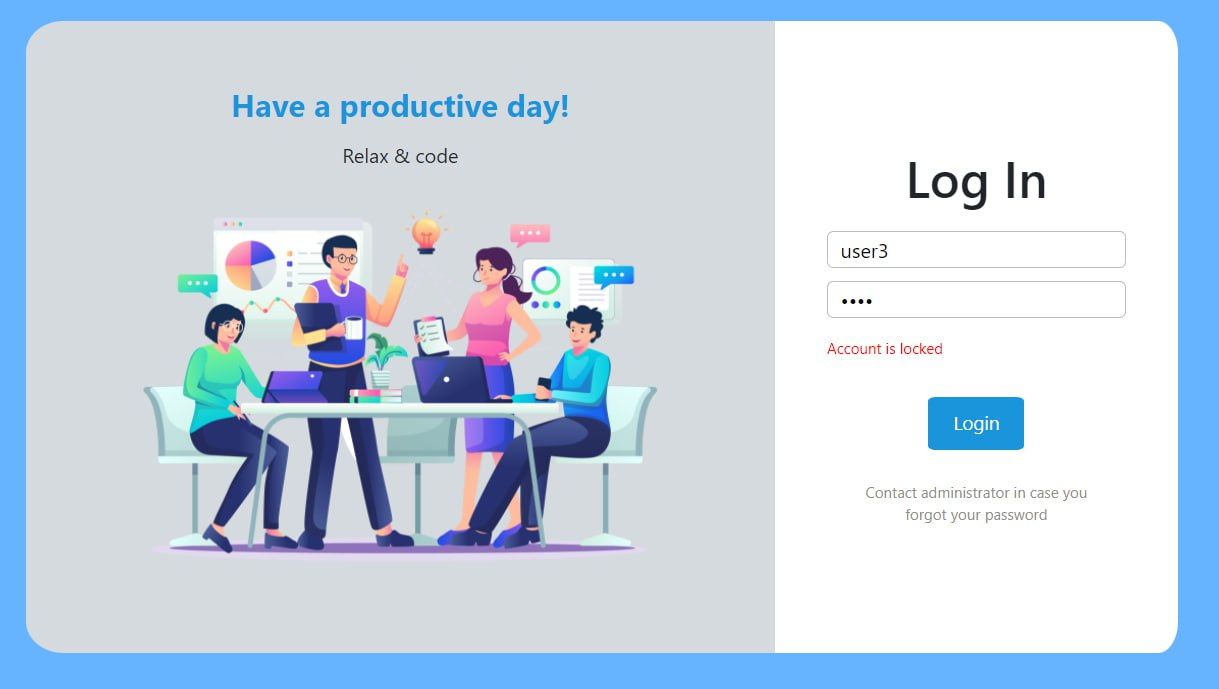 Have a productive day!
Relax & code
Log In
user3
••••
Account is locked
Login
Contact administrator in case you
forgot your password